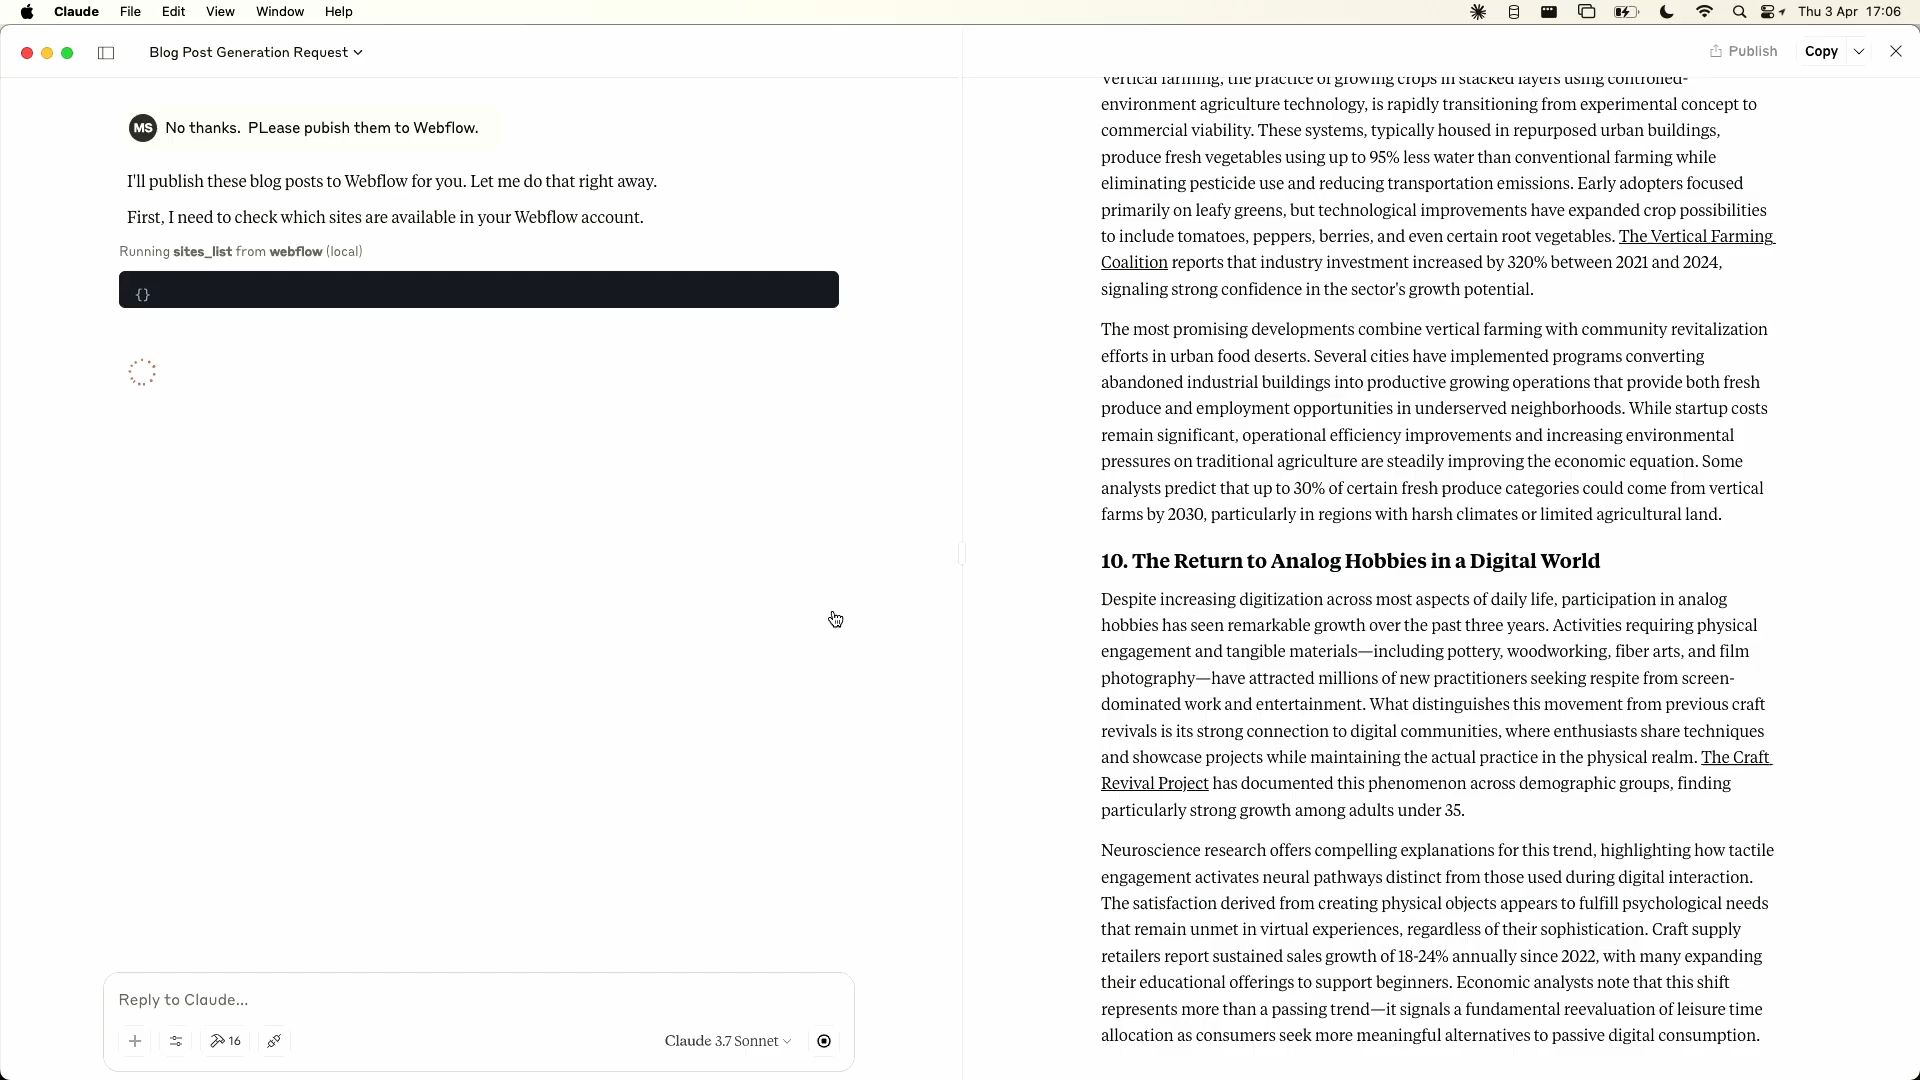 Claude File Edit View Window Help Thu 3 Apr 17:06
Blog Post Generation Request
Publish Copy
MS No thanks. PLease pubish them to Webflow.
I'll publish these blog posts to Webflow for you. Let me do that right away.
First, I need to check which sites are available in your Webflow account.
Running sites_list from webflow (local)
{}
Reply to Claude...
16 Claude 3.7 Sonnet
Vertical farming, the practice of growing crops in stacked layers using controlled-
environment agriculture technology, is rapidly transitioning from experimental concept to
commercial viability. These systems, typically housed in repurposed urban buildings,
produce fresh vegetables using up to 95% less water than conventional farming while
eliminating pesticide use and reducing transportation emissions. Early adopters focused
primarily on leafy greens, but technological improvements have expanded crop possibilities
to include tomatoes, peppers, berries, and even certain root vegetables. The Vertical Farming
Coalition reports that industry investment increased by 320% between 2021 and 2024,
signaling strong confidence in the sector's growth potential.
The most promising developments combine vertical farming with community revitalization
efforts in urban food deserts. Several cities have implemented programs converting
abandoned industrial buildings into productive growing operations that provide both fresh
produce and employment opportunities in underserved neighborhoods. While startup costs
remain significant, operational efficiency improvements and increasing environmental
pressures on traditional agriculture are steadily improving the economic equation. Some
analysts predict that up to 30% of certain fresh produce categories could come from vertical
farms by 2030, particularly in regions with harsh climates or limited agricultural land.
10. The Return to Analog Hobbies in a Digital World
Despite increasing digitization across most aspects of daily life, participation in analog
hobbies has seen remarkable growth over the past three years. Activities requiring physical
engagement and tangible materials—including pottery, woodworking, fiber arts, and film
photography—have attracted millions of new practitioners seeking respite from screen-
dominated work and entertainment. What distinguishes this movement from previous craft
revivals is its strong connection to digital communities, where enthusiasts share techniques
and showcase projects while maintaining the actual practice in the physical realm. The Craft
Revival Project has documented this phenomenon across demographic groups, finding
particularly strong growth among adults under 35.
Neuroscience research offers compelling explanations for this trend, highlighting how tactile
engagement activates neural pathways distinct from those used during digital interaction.
The satisfaction derived from creating physical objects appears to fulfill psychological needs
that remain unmet in virtual experiences, regardless of their sophistication. Craft supply
retailers report sustained sales growth of 18-24% annually since 2022, with many expanding
their educational offerings to support beginners. Economic analysts note that this shift
represents more than a passing trend—it signals a fundamental reevaluation of leisure time
allocation as consumers seek more meaningful alternatives to passive digital consumption.